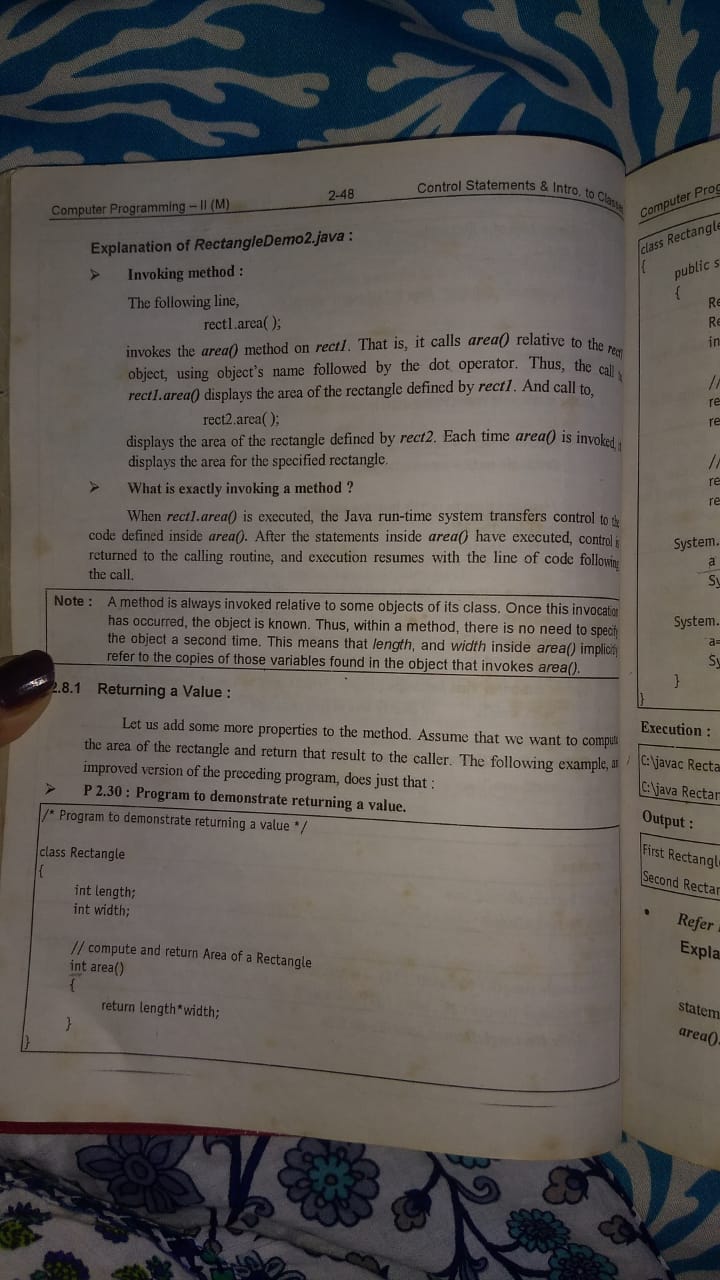 Computer Programming – II (M)
2-48
Control Statements & Intro. to Classes
Explanation of RectangleDemo2.java :
➢ Invoking method :
The following line,
rect1.area( );
invokes the area() method on rect1. That is, it calls area() relative to the
object, using object's name followed by the dot operator. Thus, the call
rect1.area() displays the area of the rectangle defined by rect1. And call to,
rect2.area( );
displays the area of the rectangle defined by rect2. Each time area() is invoked,
displays the area for the specified rectangle.
➢ What is exactly invoking a method ?
When rect1.area() is executed, the Java run-time system transfers control to the
code defined inside area(). After the statements inside area() have executed, control is
returned to the calling routine, and execution resumes with the line of code following
the call.
Note : A method is always invoked relative to some objects of its class. Once this invocation
has occurred, the object is known. Thus, within a method, there is no need to specify
the object a second time. This means that length, and width inside area() implicitly
refer to the copies of those variables found in the object that invokes area().
2.8.1 Returning a Value :
Let us add some more properties to the method. Assume that we want to compute
the area of the rectangle and return that result to the caller. The following example, an
improved version of the preceding program, does just that :
➢ P 2.30 : Program to demonstrate returning a value.
/* Program to demonstrate returning a value */
class Rectangle
{
int length;
int width;
// compute and return Area of a Rectangle
int area()
{
return length*width;
}
}
Computer Prog
class Rectangle
{
public s
{
Re
Re
in
//
re
re
//
re
re
System.
a
Sy
System.
a=
Sy
}
}
Execution :
C:\javac Recta
C:\java Rectan
Output :
First Rectangl
Second Rectan
• Refer
Expla
statem
area().